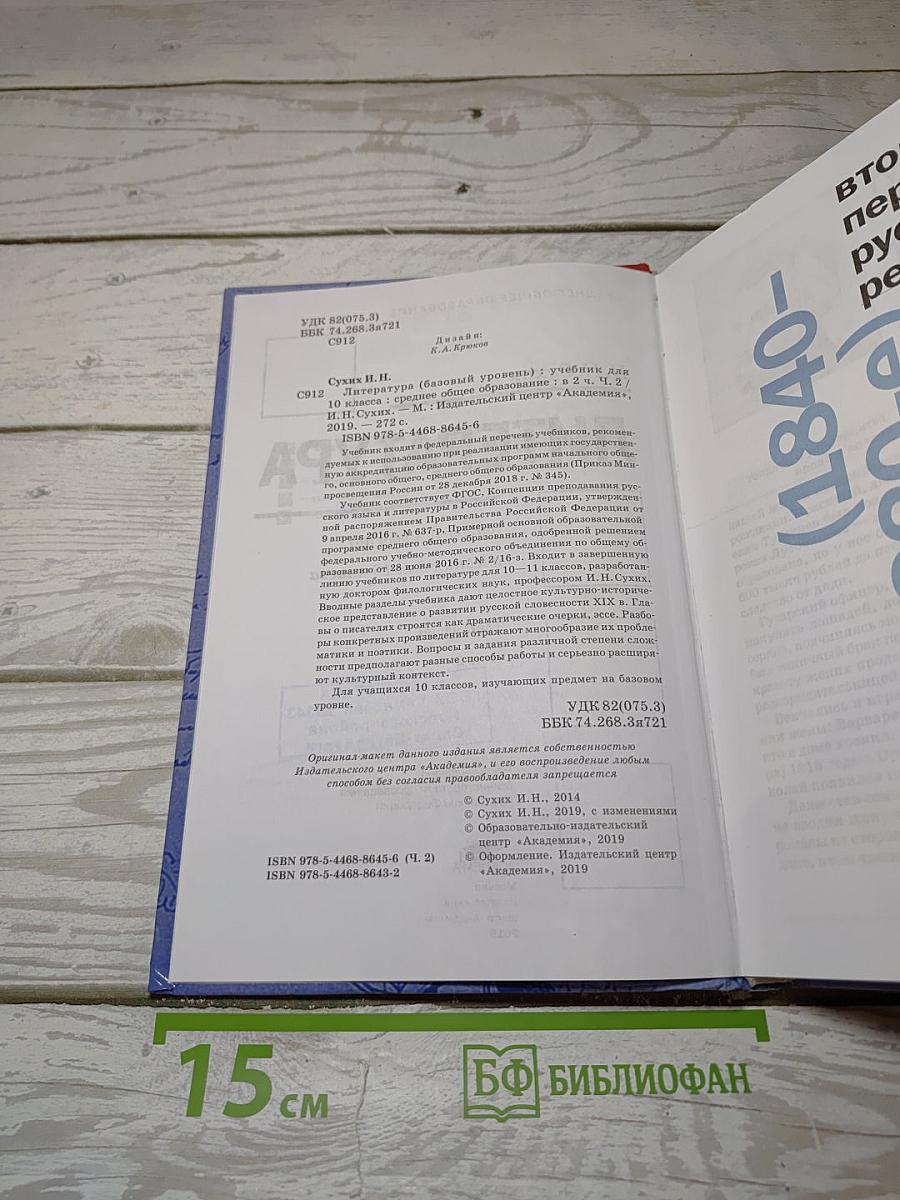 УДК 82(075.3)
ББК 74.268.3я721
С912
Дизайн:
К.А.Крюков
Сухих И.Н.
С912 Литература (базовый уровень) : учебник для
10 класса : среднее общее образование : в 2 ч. Ч. 2 /
И.Н.Сухих. — М. : Издательский центр «Академия»,
2019. — 272 с.
ISBN 978-5-4468-8645-6
Учебник входит в федеральный перечень учебников, рекомен-
дуемых к использованию при реализации имеющих государствен-
ную аккредитацию образовательных программ начального обще-
го, основного общего, среднего общего образования (Приказ Мин-
просвещения России от 28 декабря 2018 г. № 345).
Учебник соответствует ФГОС, Концепции преподавания рус-
ского языка и литературы в Российской Федерации, утвержден-
ной распоряжением Правительства Российской Федерации от
9 апреля 2016 г. № 637-р, Примерной основной образовательной
программе среднего общего образования, одобренной решением
федерального учебно-методического объединения по общему об-
разованию от 28 июня 2016 г. № 2/16-з. Входит в завершенную
линию учебников по литературе для 10—11 классов, разработан-
ную доктором филологических наук, профессором И.Н.Сухих.
Вводные разделы учебника дают целостное культурно-историче-
ское представление о развитии русской словесности XIX в. Гла-
вы о писателях строятся как драматические очерки, эссе. Разбо-
ры конкретных произведений отражают многообразие их пробле-
матики и поэтики. Вопросы и задания различной степени слож-
ности предполагают разные способы работы и серьезно расширя-
ют культурный контекст.
Для учащихся 10 классов, изучающих предмет на базовом
уровне.
УДК 82(075.3)
ББК 74.268.3я721
Оригинал-макет данного издания является собственностью
Издательского центра «Академия», и его воспроизведение любым
способом без согласия правообладателя запрещается
© Сухих И.Н., 2014
© Сухих И.Н., 2019, с изменениями
© Образовательно-издательский
центр «Академия», 2019
ISBN 978-5-4468-8645-6 (Ч. 2)
ISBN 978-5-4468-8643-2
© Оформление. Издательский центр
«Академия», 2019
(1840–
15 см
БФ БИБЛИОФАН